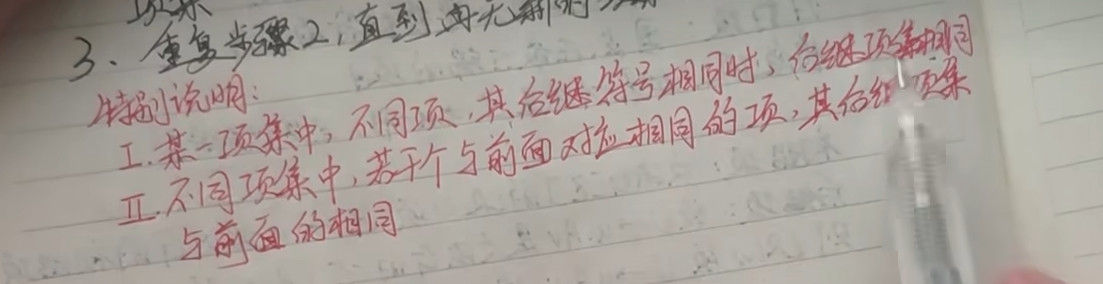 项集
3、重复步骤2,直到再无新的
特别说明:
I.某一项集中,不同项,其后继符号相同时,后继项集相同
II.不同项集中,若干个与前面对应相同的项,其后继项集
与前面的相同